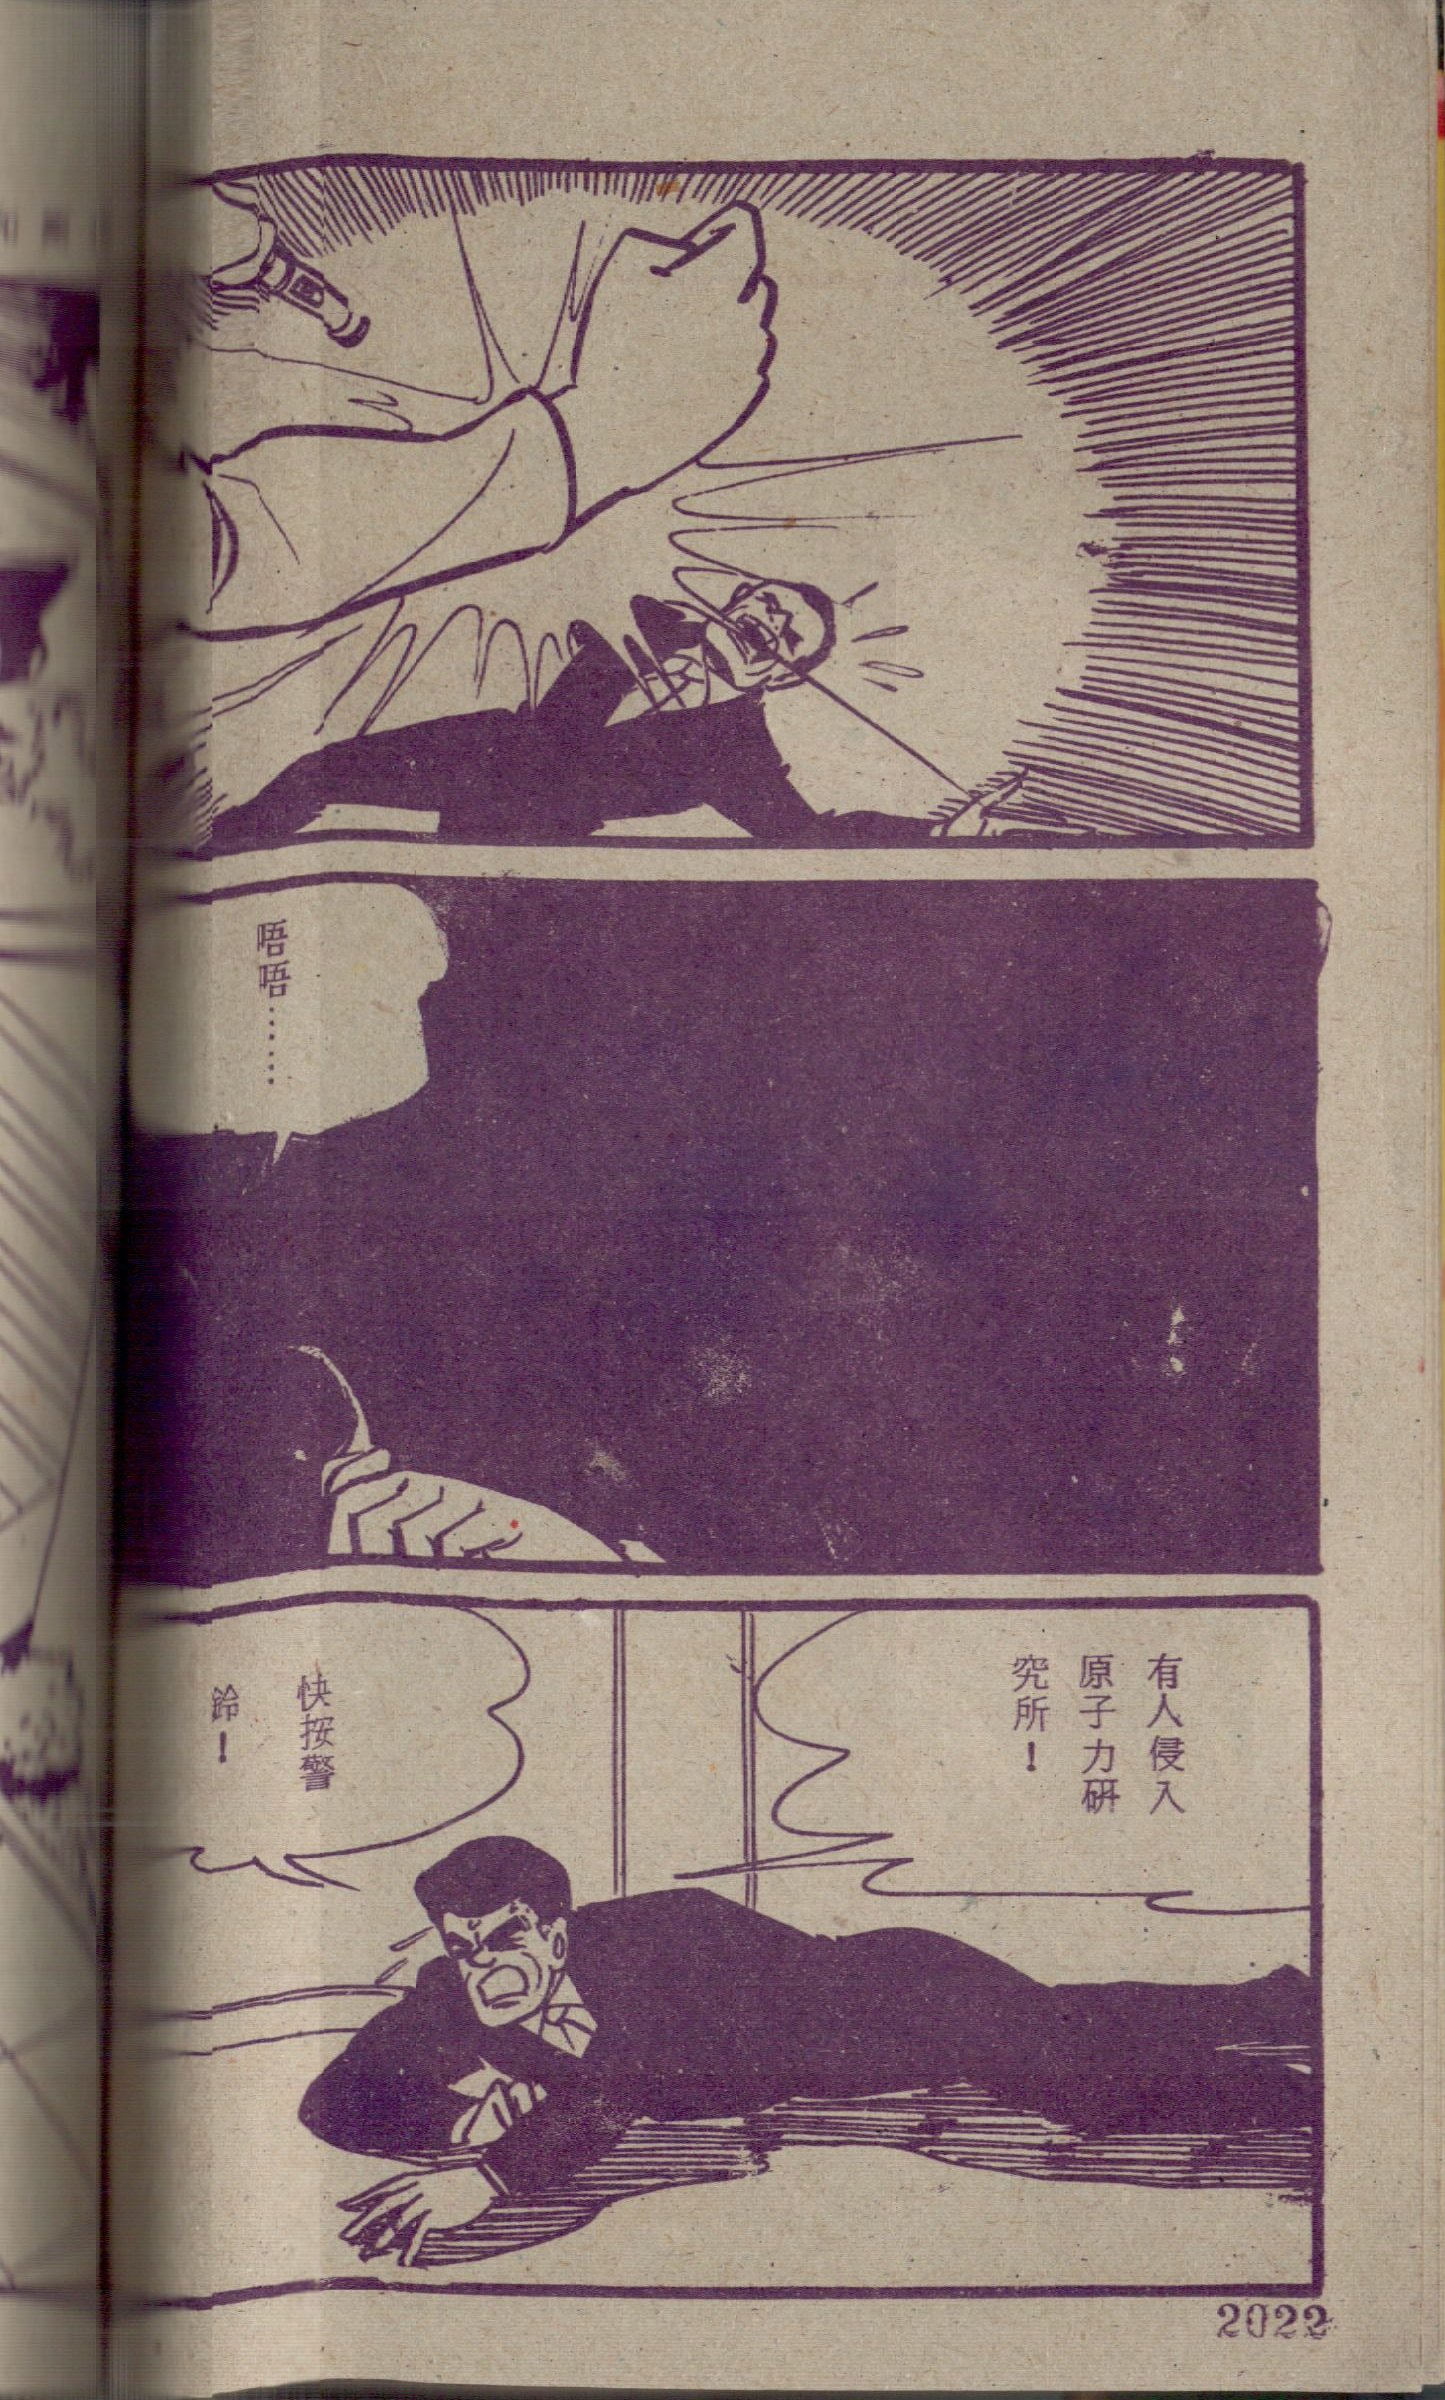 唔唔.......
有人侵入
原子力研
究所！
快按警
鈴！
2022